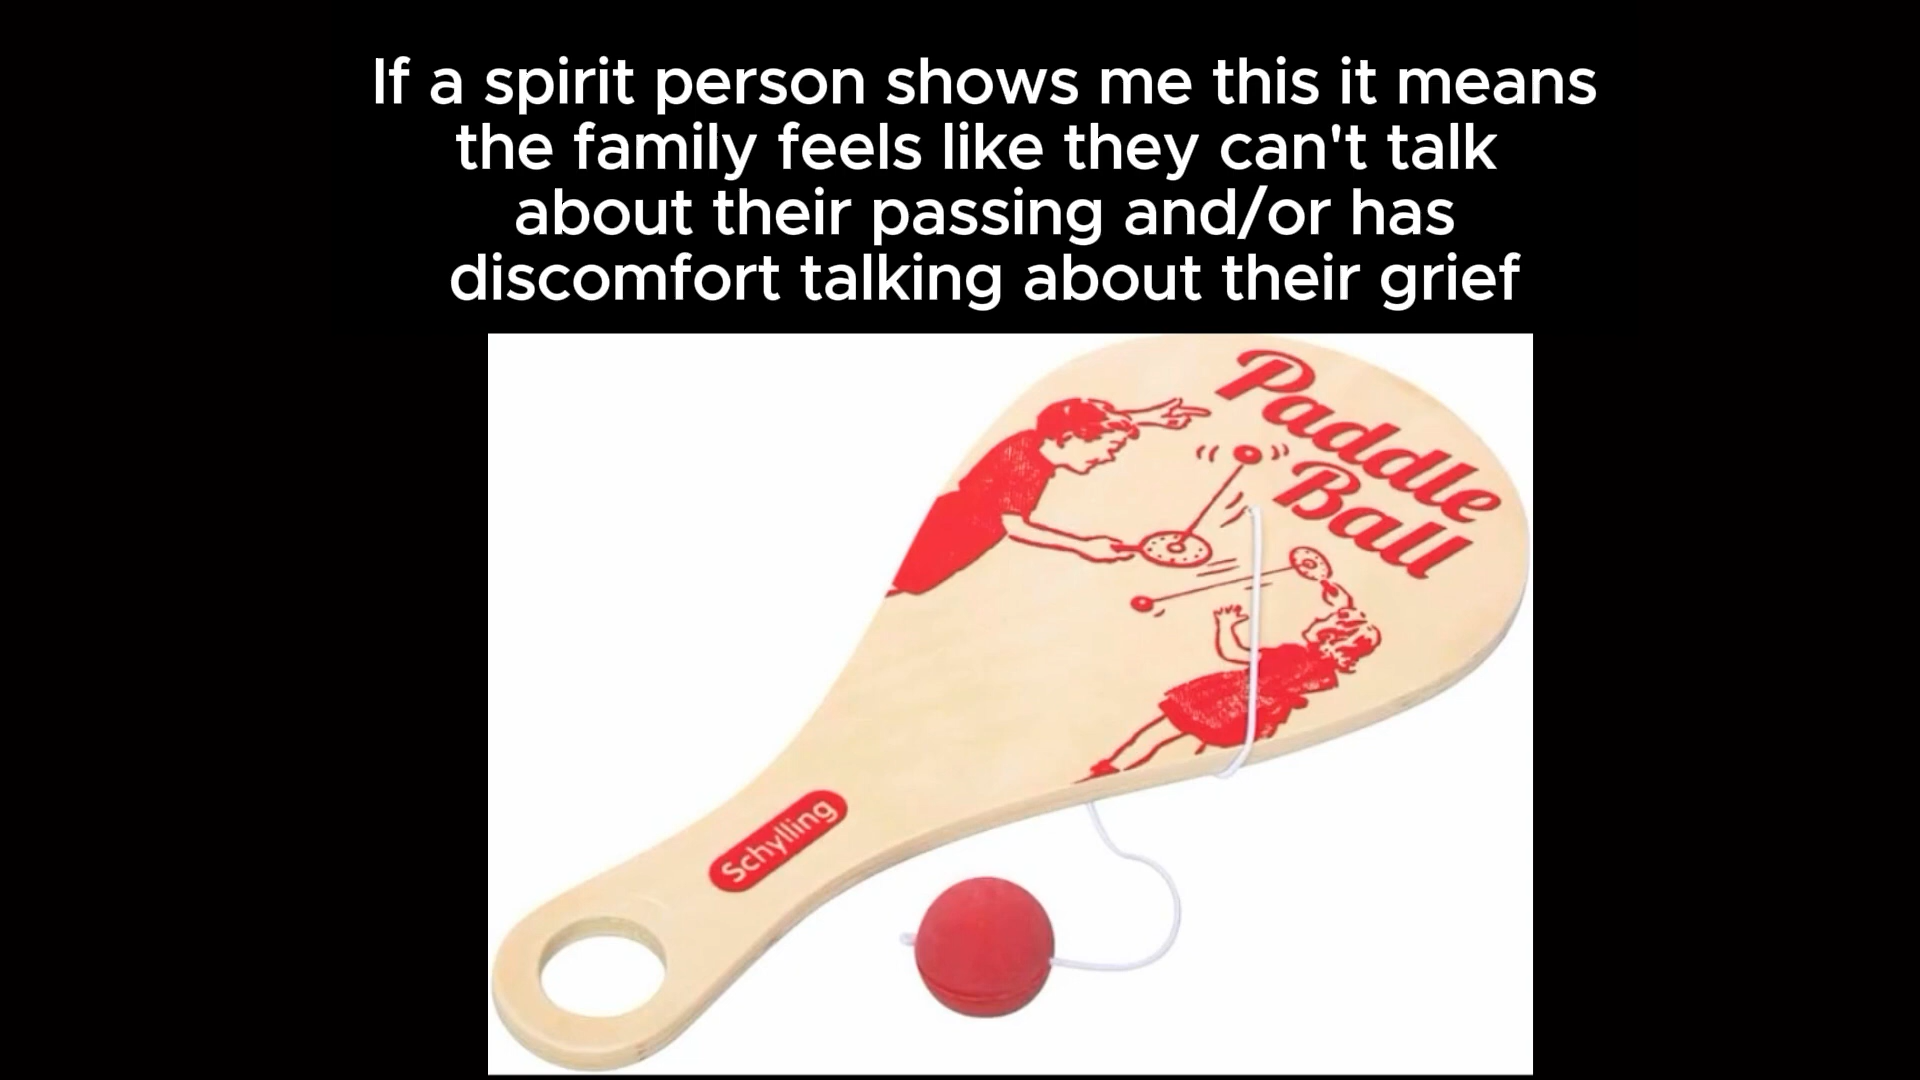 If a spirit person shows me this it means
the family feels like they can't talk
about their passing and/or has
discomfort talking about their grief
Paddle
Ball
Schylling